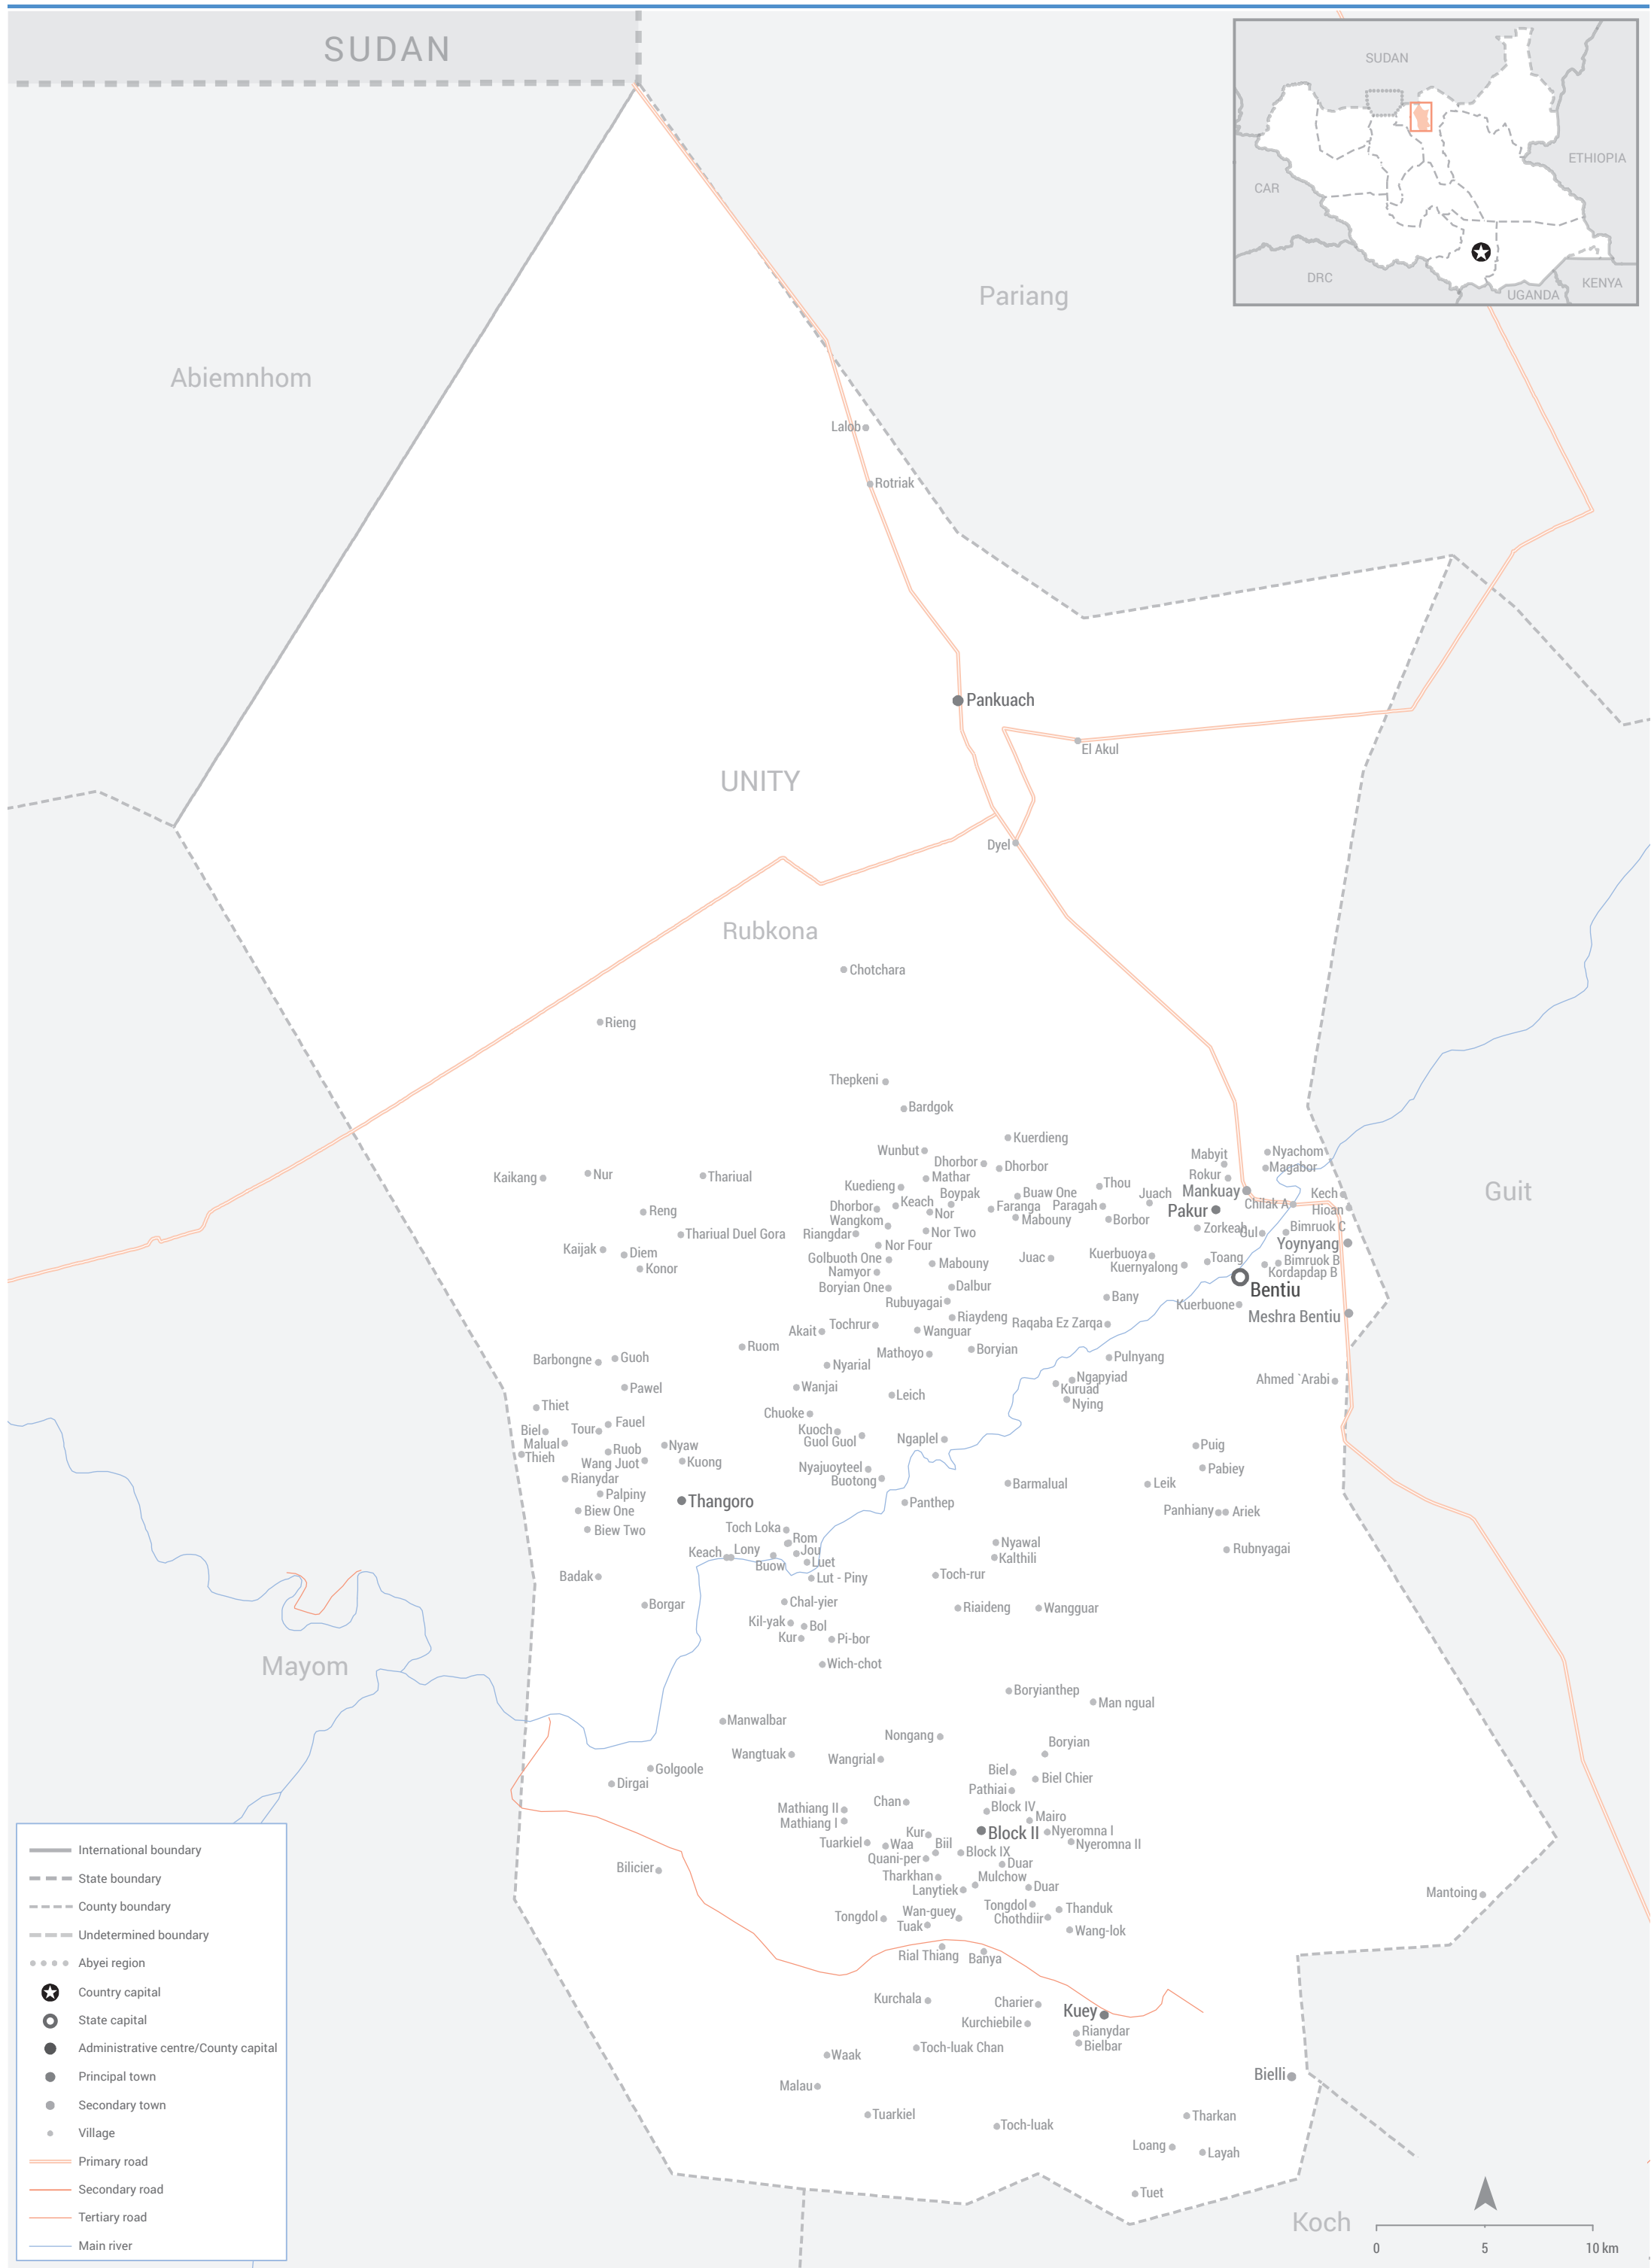 SUDAN
SUDAN
ETHIOPIA
CAR
DRC
KENYA
UGANDA
Pariang
Abiemnhom
Lalob
Rotriak
Pankuach
El Akul
UNITY
Dyel
Rubkona
Chotchara
Rieng
Thepkeni
Bardgok
Kuerdieng
Wunbut
Dhorbor
Dhorbor
Mabyit
Nyachom
Magabor
Kaikang
Nur
Thariual
Mathar
Rokur
Kuedieng
Boypak
Buaw One
Thou
Juach
Mankuay
Kech
Guit
Dhorbor
Keach
Nor
Faranga
Paragah
Pakur
Chilak A
Hioan
Reng
Wangkom
Mabouny
Borbor
Zorkeah
Gul
Bimruok C
Thariual Duel Gora
Riangdar
Nor Two
Yoynyang
Kaijak
Diem
Nor Four
Kuerbuoya
Konor
Golbuoth One
Mabouny
Juac
Kuernyalong
Toang
Bimruok B
Namyor
Kordapdap B
Boryian One
Dalbur
Bentiu
Rubuyagai
Bany
Kuerbuone
Riaydeng
Raqaba Ez Zarqa
Meshra Bentiu
Akait
Tochrur
Wanguar
Ruom
Mathoyo
Boryian
Barbongne
Guoh
Nyarial
Pulnyang
Pawel
Wanjai
Leich
Ngapyiad
Kuruad
Ahmed `Arabi
Thiet
Chuoke
Nying
Biel
Tour
Fauel
Kuoch
Malual
Guol Guol
Ngaplel
Thieh
Ruob
Nyaw
Puig
Wang Juot
Kuong
Nyajuoyteel
Pabiey
Rianydar
Buotong
Barmalual
Leik
Palpiny
Thangoro
Panthep
Biew One
Panhiany
Ariek
Biew Two
Toch Loka
Rom
Nyawal
Keach
Lony
Jou
Kalthili
Rubnyagai
Buow
Luet
Badak
Lut - Piny
Toch-rur
Borgar
Chal-yier
Riaideng
Wangguar
Kil-yak
Bol
Kur
Pi-bor
Mayom
Wich-chot
Boryianthep
Man ngual
Manwalbar
Nongang
Boryian
Wangtuak
Wangrial
Golgoole
Biel
Biel Chier
Dirgai
Pathiai
Chan
Mathiang II
Block IV
Mathiang I
Mairo
Kur
Block II
Nyeromna I
Tuarkiel
Waa
Biil
Nyeromna II
Quani-per
Block IX
Bilicier
Duar
Tharkhan
Mulchow
Lanytiek
Duar
Mantoing
Tongdol
Thanduk
Tongdol
Wan-guey
Chothdiir
Tuak
Wang-lok
Rial Thiang
Banya
Kurchala
Charier
Kuey
Kurchiebile
Rianydar
Bielbar
Toch-luak Chan
Waak
Bielli
Malau
Tuarkiel
Toch-luak
Tharkan
Loang
Layah
Tuet
Koch
International boundary
State boundary
County boundary
Undetermined boundary
Abyei region
Country capital
State capital
Administrative centre/County capital
Principal town
Secondary town
Village
Primary road
Secondary road
Tertiary road
Main river
0 5 10 km